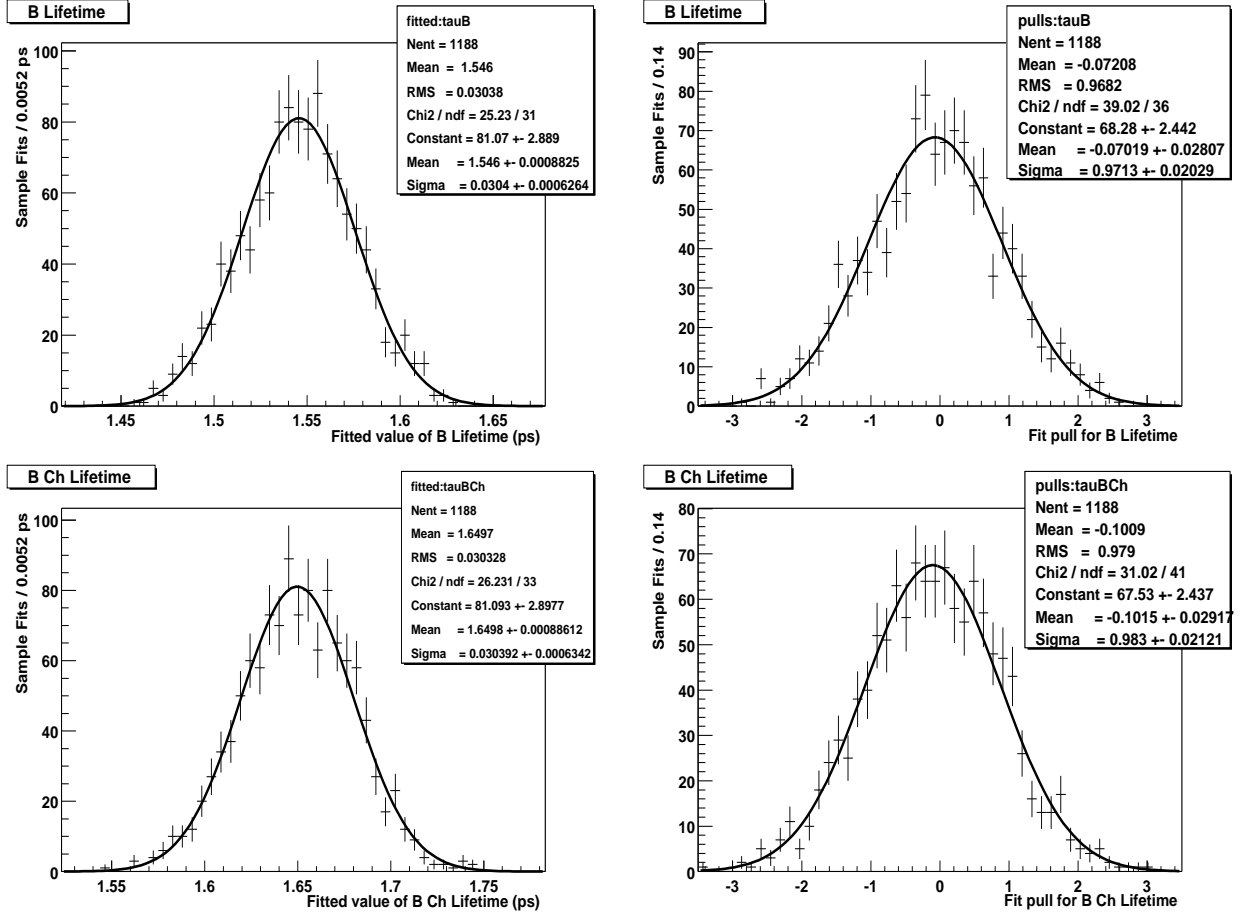 B Lifetime
fitted:tauB
Nent = 1188
Mean = 1.546
RMS = 0.03038
Chi2 / ndf = 25.23 / 31
Constant = 81.07 +- 2.889
Mean = 1.546 +- 0.0008825
Sigma = 0.0304 +- 0.0006264
Sample Fits / 0.0052 ps
100
80
60
40
20
0
1.45 1.5 1.55 1.6 1.65
Fitted value of B Lifetime (ps)
B Lifetime
pulls:tauB
Nent = 1188
Mean = -0.07208
RMS = 0.9682
Chi2 / ndf = 39.02 / 36
Constant = 68.28 +- 2.442
Mean = -0.07019 +- 0.02807
Sigma = 0.9713 +- 0.02029
Sample Fits / 0.14
90
80
70
60
50
40
30
20
10
0
-3 -2 -1 0 1 2 3
Fit pull for B Lifetime
B Ch Lifetime
fitted:tauBCh
Nent = 1188
Mean = 1.6497
RMS = 0.030328
Chi2 / ndf = 26.231 / 33
Constant = 81.093 +- 2.8977
Mean = 1.6498 +- 0.00088612
Sigma = 0.030392 +- 0.0006342
Sample Fits / 0.0052 ps
100
80
60
40
20
0
1.55 1.6 1.65 1.7 1.75
Fitted value of B Ch Lifetime (ps)
B Ch Lifetime
pulls:tauBCh
Nent = 1188
Mean = -0.1009
RMS = 0.979
Chi2 / ndf = 31.02 / 41
Constant = 67.53 +- 2.437
Mean = -0.1015 +- 0.02917
Sigma = 0.983 +- 0.02121
Sample Fits / 0.14
80
70
60
50
40
30
20
10
0
-3 -2 -1 0 1 2 3
Fit pull for B Ch Lifetime